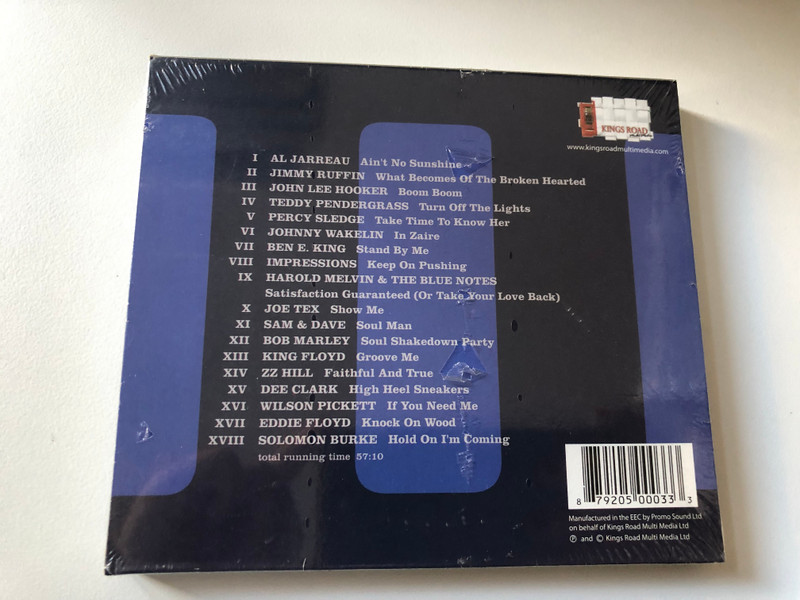 KINGS ROAD
www.kingsroadmultimedia.com
I AL JARREAU Ain't No Sunshine
II JIMMY RUFFIN What Becomes Of The Broken Hearted
III JOHN LEE HOOKER Boom Boom
IV TEDDY PENDERGRASS Turn Off The Lights
V PERCY SLEDGE Take Time To Know Her
VI JOHNNY WAKELIN In Zaire
VII BEN E. KING Stand By Me
VIII IMPRESSIONS Keep On Pushing
IX HAROLD MELVIN & THE BLUE NOTES
Satisfaction Guaranteed (Or Take Your Love Back)
X JOE TEX Show Me
XI SAM & DAVE Soul Man
XII BOB MARLEY Soul Shakedown Party
XIII KING FLOYD Groove Me
XIV ZZ HILL Faithful And True
XV DEE CLARK High Heel Sneakers
XVI WILSON PICKETT If You Need Me
XVII EDDIE FLOYD Knock On Wood
XVIII SOLOMON BURKE Hold On I'm Coming
total running time 57:10
8 79205 00033 3
Manufactured in the EEC by Promo Sound Ltd
on behalf of Kings Road Multi Media Ltd
℗ and © Kings Road Multi Media Ltd